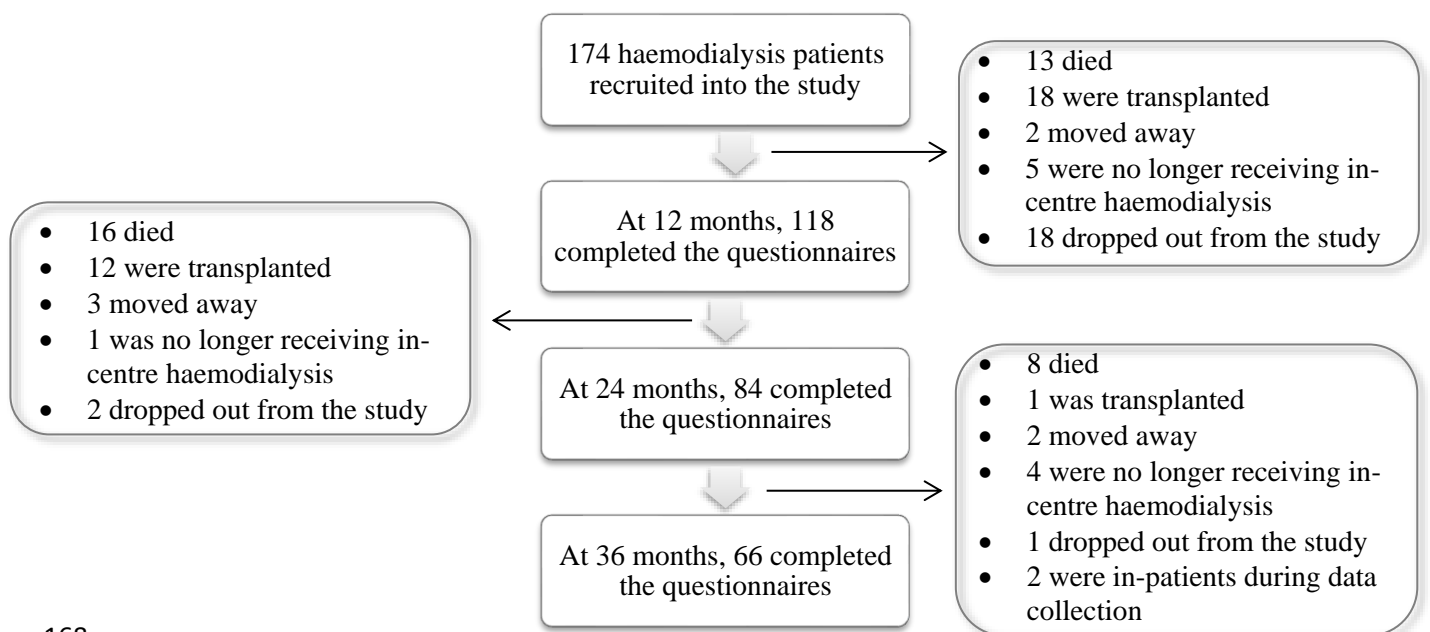 174 haemodialysis patients
recruited into the study
• 13 died
• 18 were transplanted
• 2 moved away
• 5 were no longer receiving in-
centre haemodialysis
• 18 dropped out from the study
At 12 months, 118
completed the questionnaires
• 16 died
• 12 were transplanted
• 3 moved away
• 1 was no longer receiving in-
centre haemodialysis
• 2 dropped out from the study
At 24 months, 84 completed
the questionnaires
• 8 died
• 1 was transplanted
• 2 moved away
• 4 were no longer receiving in-
centre haemodialysis
• 1 dropped out from the study
• 2 were in-patients during data
collection
At 36 months, 66 completed
the questionnaires